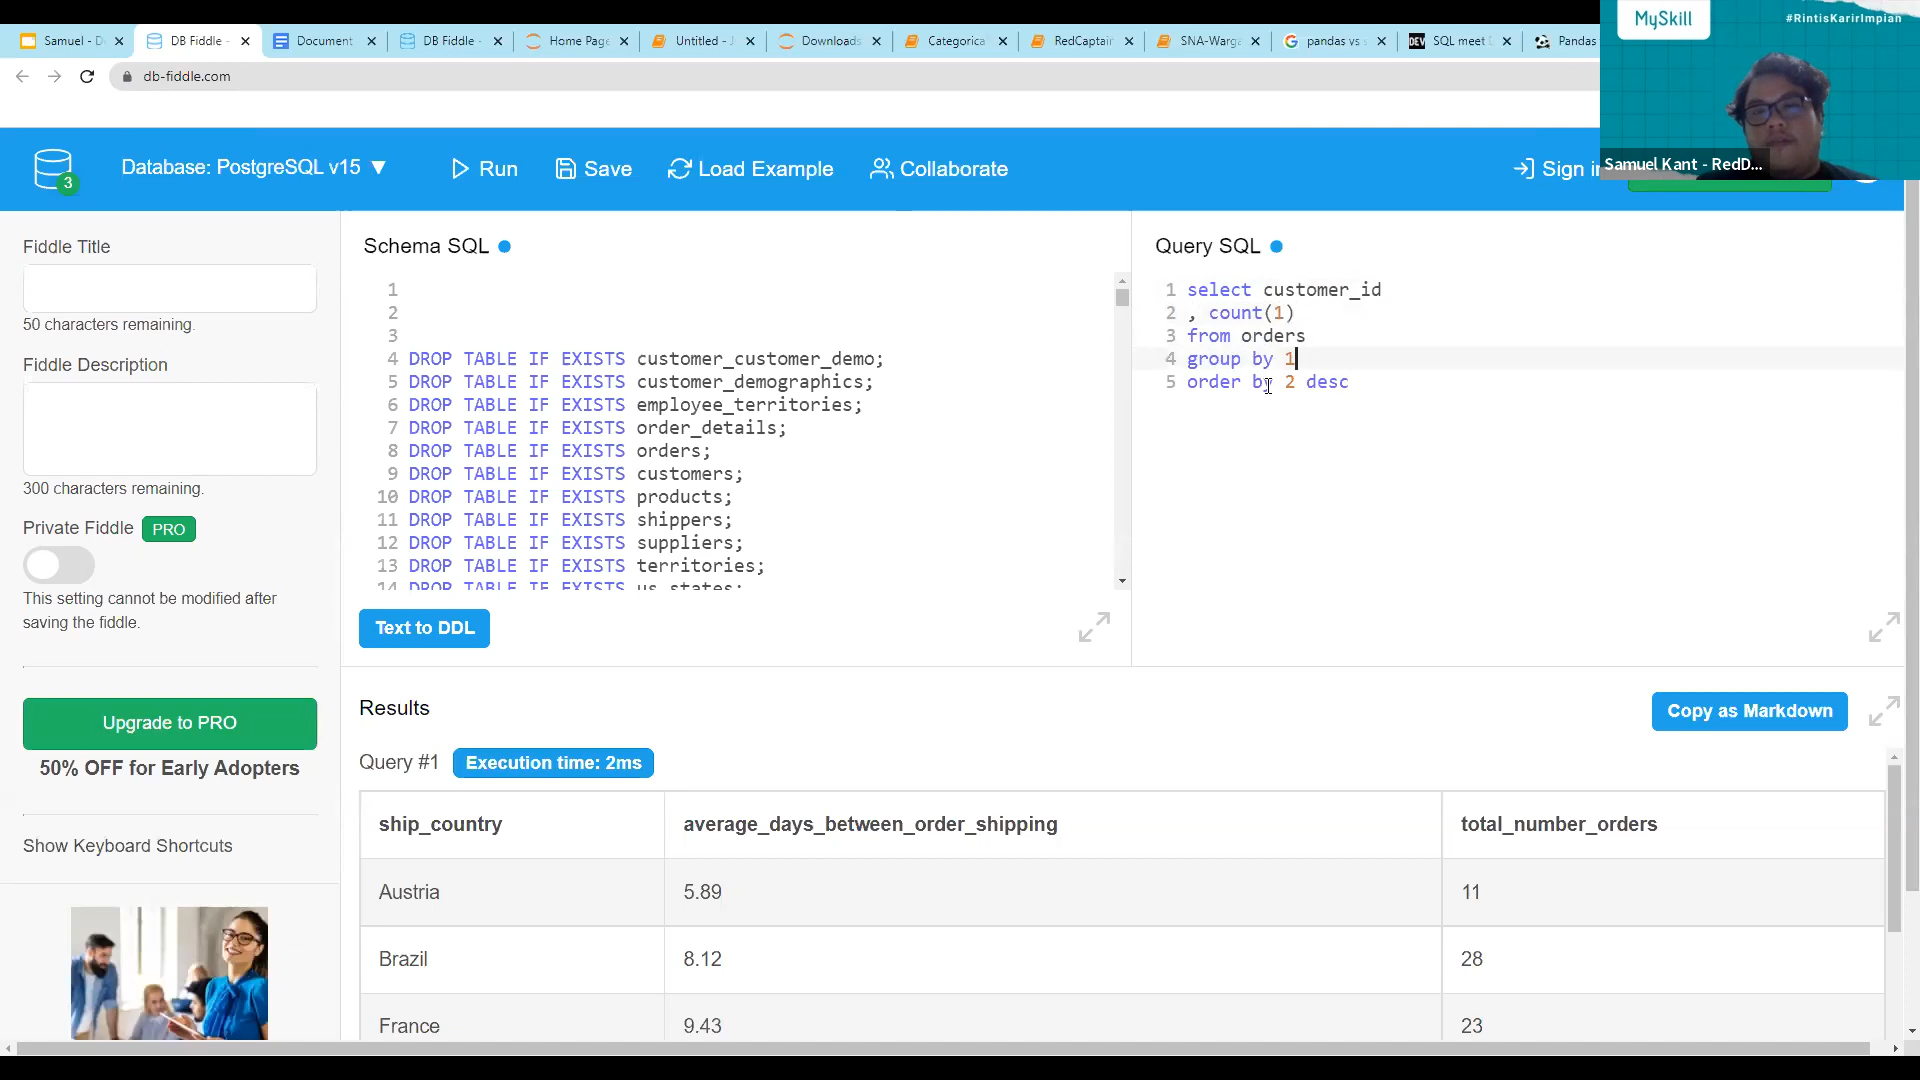 Samuel - D
DB Fiddle -
Document
DB Fiddle -
Home Page
Untitled - J
Downloads
Categorica
RedCaptain
SNA-Warga
pandas vs s
DEV
SQL meet
Pandas
MySkill
#RintisKarirImpian
db-fiddle.com
Samuel Kant - RedD...
3
Database: PostgreSQL v15 ▼
Run
Save
Load Example
Collaborate
Sign in
Fiddle Title
50 characters remaining.
Fiddle Description
300 characters remaining.
Private Fiddle PRO
This setting cannot be modified after
saving the fiddle.
Upgrade to PRO
50% OFF for Early Adopters
Show Keyboard Shortcuts
Schema SQL
1
2
3
4 DROP TABLE IF EXISTS customer_customer_demo;
5 DROP TABLE IF EXISTS customer_demographics;
6 DROP TABLE IF EXISTS employee_territories;
7 DROP TABLE IF EXISTS order_details;
8 DROP TABLE IF EXISTS orders;
9 DROP TABLE IF EXISTS customers;
10 DROP TABLE IF EXISTS products;
11 DROP TABLE IF EXISTS shippers;
12 DROP TABLE IF EXISTS suppliers;
13 DROP TABLE IF EXISTS territories;
14 DROP TABLE IF EXISTS us_states;
Text to DDL
Query SQL
1 select customer_id
2 , count(1)
3 from orders
4 group by 1
5 order by 2 desc
Results
Copy as Markdown
Query #1 Execution time: 2ms
ship_country average_days_between_order_shipping total_number_orders
Austria 5.89 11
Brazil 8.12 28
France 9.43 23